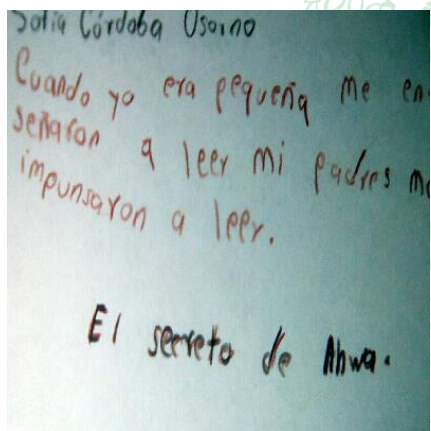 Sofia Córdoba Osorno
Cuando yo era pequeña me en-
señaron a leer mi padres me
impunsaron a leer.
El secreto de Ahwa.